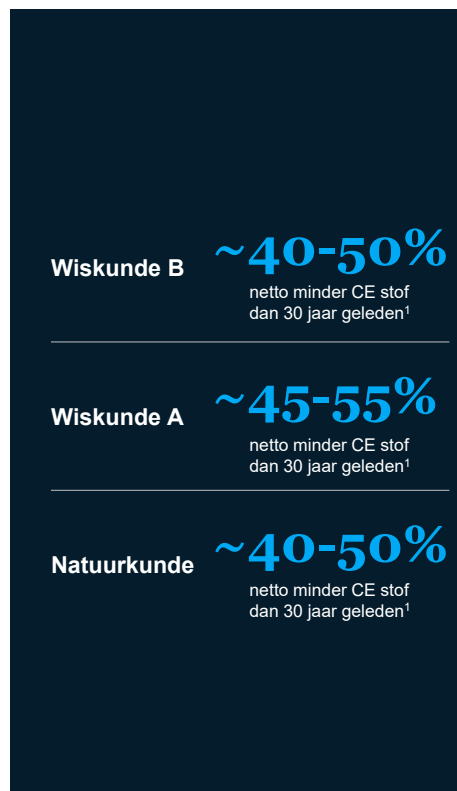 Wiskunde B
~40-50%
netto minder CE stof
dan 30 jaar geleden¹
Wiskunde A
~45-55%
netto minder CE stof
dan 30 jaar geleden¹
Natuurkunde
~40-50%
netto minder CE stof
dan 30 jaar geleden¹